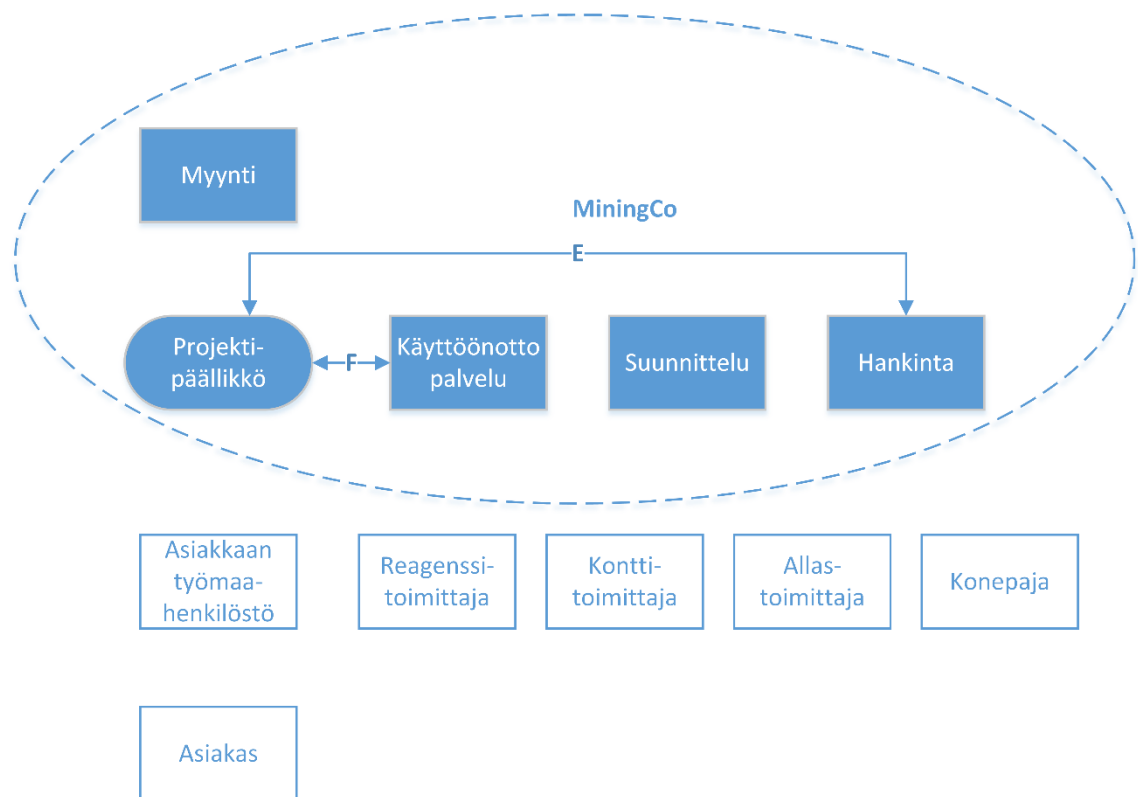 Myynti
MiningCo
E
Projekti-
päällikkö
F
Käyttöönotto
palvelu
Suunnittelu
Hankinta
Asiakkaan
työmaa-
henkilöstö
Reagenssi-
toimittaja
Kontti-
toimittaja
Allas-
toimittaja
Konepaja
Asiakas